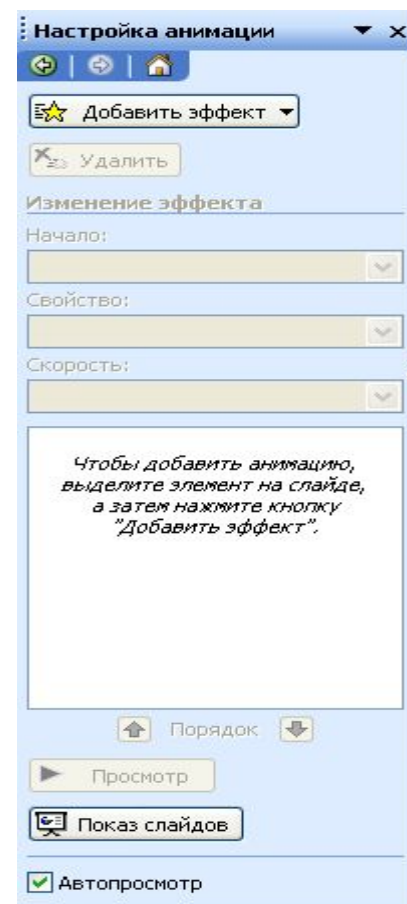 Настройка анимации
Добавить эффект
Удалить
Изменение эффекта
Начало:
Свойство:
Скорость:
Чтобы добавить анимацию,
выделите элемент на слайде,
а затем нажмите кнопку
"Добавить эффект".
Порядок
Просмотр
Показ слайдов
Автопросмотр